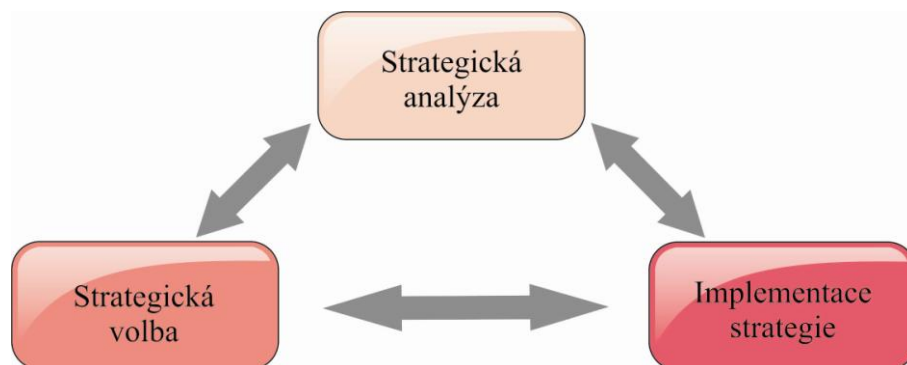 Strategická
analýza
Strategická
volba
Implementace
strategie